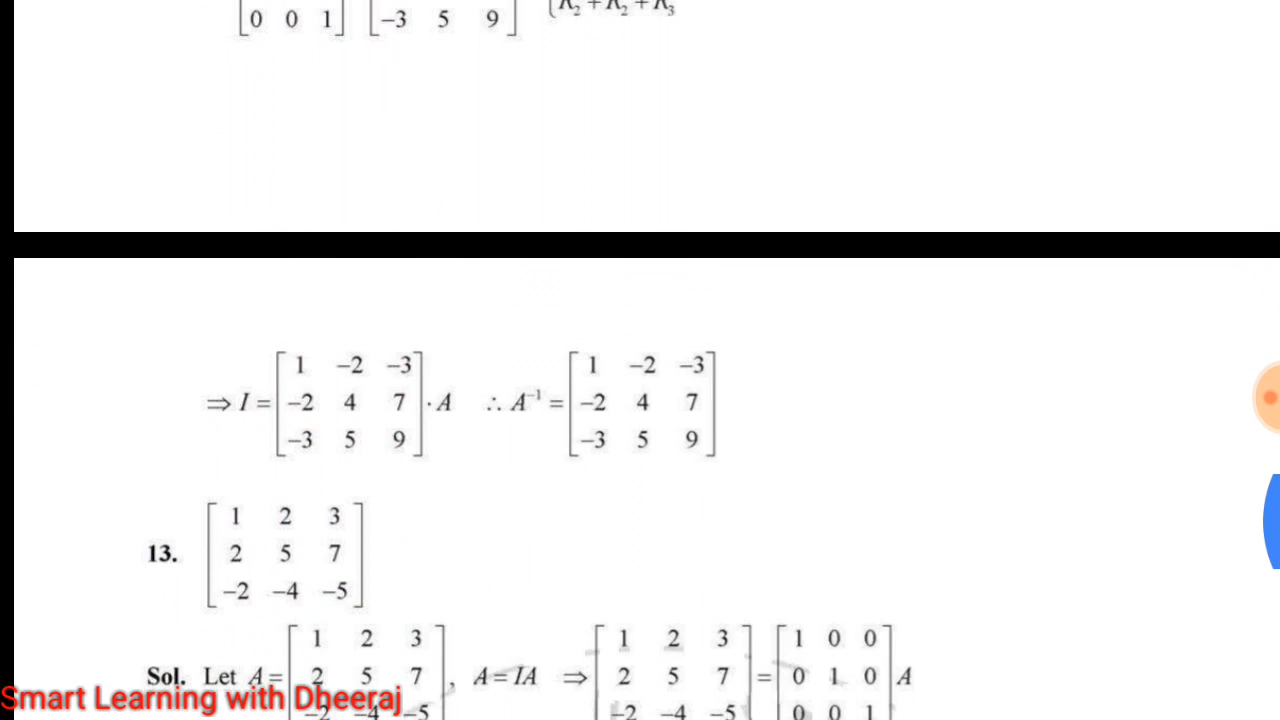 [0 0 1] [-3 5 9] {R₂ + R₂ + R₃
⇒ I = [1 -2 -3; -2 4 7; -3 5 9] · A ∴ A⁻¹ = [1 -2 -3; -2 4 7; -3 5 9]
13. [1 2 3; 2 5 7; -2 -4 -5]
Sol. Let A = [1 2 3; 2 5 7; -2 -4 -5], A = IA ⇒ [1 2 3; 2 5 7; -2 -4 -5] = [1 0 0; 0 1 0; 0 0 1] A
Smart Learning with Dheeraj